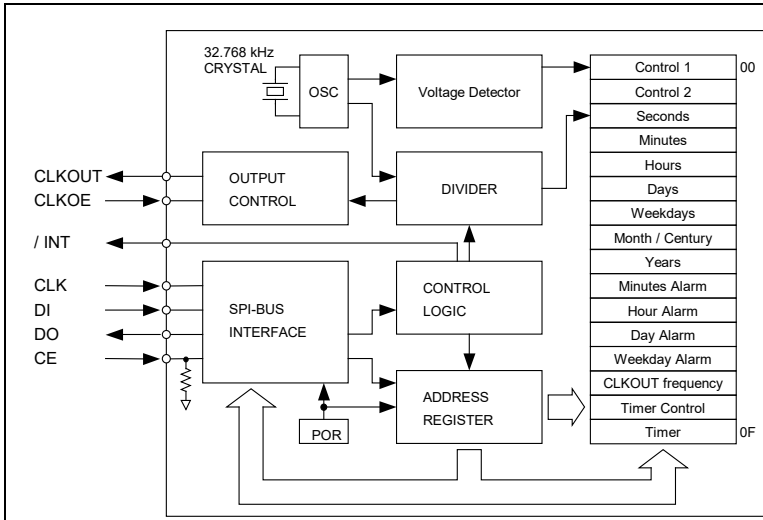 32.768 kHz
CRYSTAL
OSC
Voltage Detector
Control 1
00
Control 2
Seconds
Minutes
Hours
Days
Weekdays
Month / Century
Years
Minutes Alarm
Hour Alarm
Day Alarm
Weekday Alarm
CLKOUT frequency
Timer Control
Timer
0F
CLKOUT
CLKOE
OUTPUT
CONTROL
DIVIDER
/ INT
CLK
DI
DO
CE
SPI-BUS
INTERFACE
CONTROL
LOGIC
ADDRESS
REGISTER
POR